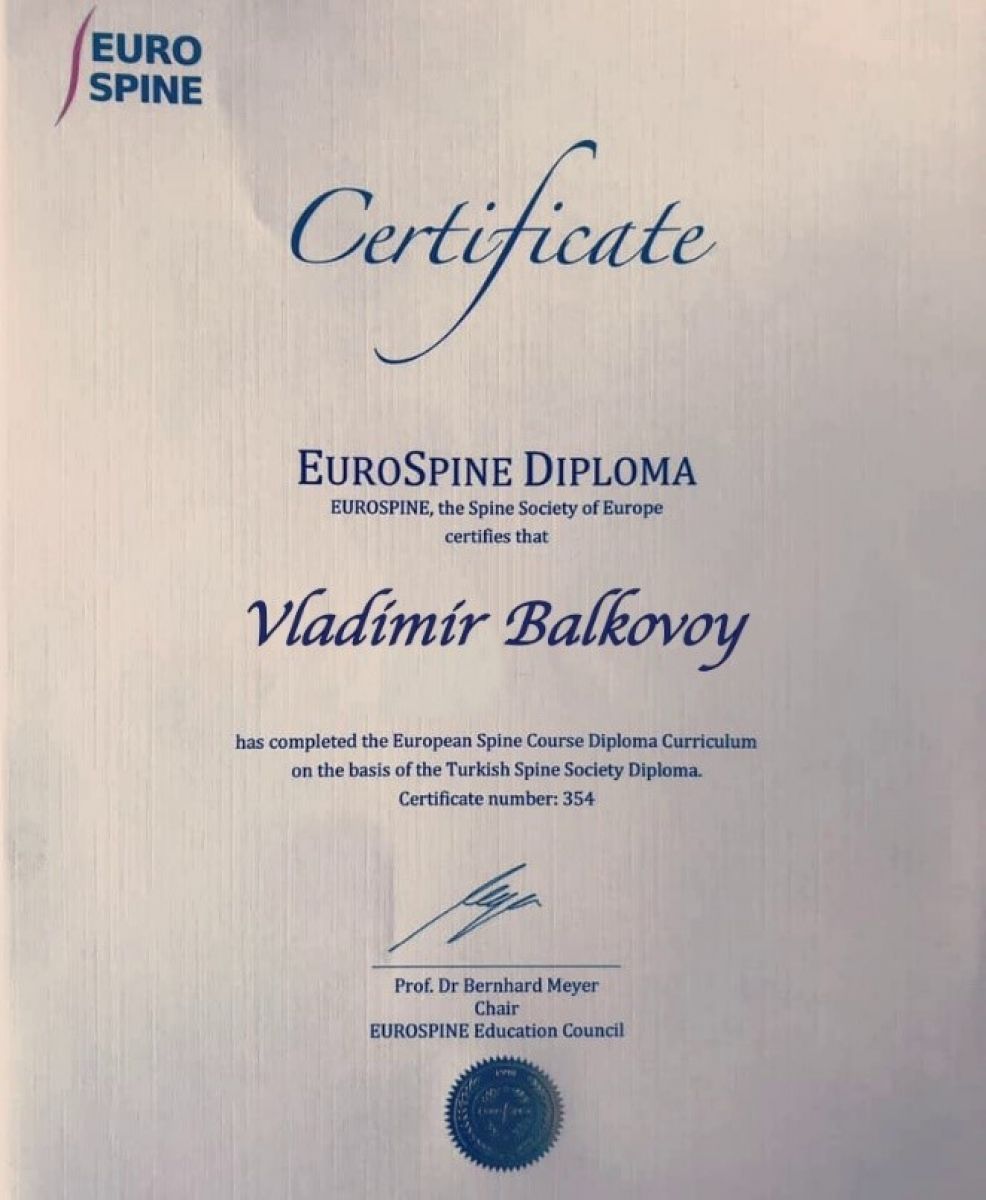 EURO
SPINE
Certificate
EUROSPINE DIPLOMA
EUROSPINE, the Spine Society of Europe
certifies that
Vladimir Balkovoy
has completed the European Spine Course Diploma Curriculum
on the basis of the Turkish Spine Society Diploma.
Certificate number: 354
Prof. Dr Bernhard Meyer
Chair
EUROSPINE Education Council